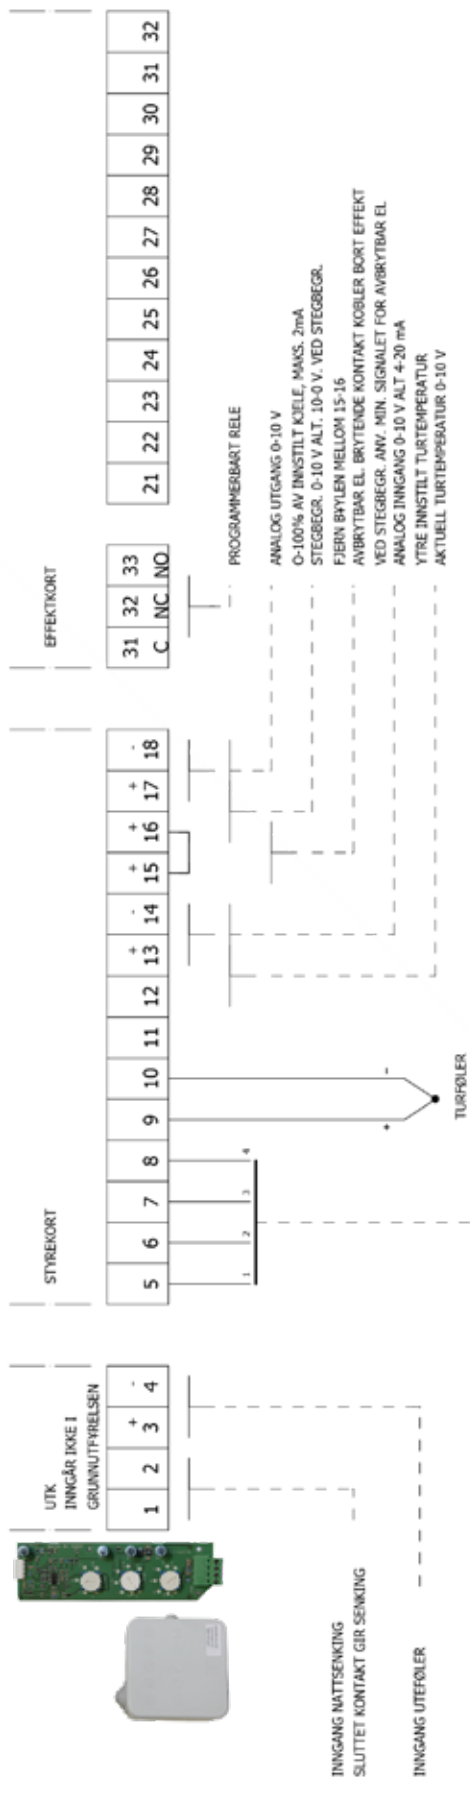 UTK
INNGÅR IKKE I
GRUNNUTFYRELSEN
1 2 3 4
+ -
INNGANG NATTSENKING
SLUTTET KONTAKT GIR SENKING
INNGANG UTEFØLER
STYREKORT
5 6 7 8 9 10 11 12 13 14 15 16 17 18
+ - + + + -
1 2 3 4
+ -
TURFØLER
EFFEKTKORT
31 32 33
C NC NO
21 22 23 24 25 26 27 28 29 30 31 32
PROGRAMMERBART RELE
ANALOG UTGANG 0-10 V
O-100% AV INNSTILT KJELE, MAKS. 2mA
STEGBEGR. 0-10 V ALT. 10-0 V. VED STEGBEGR.
FJERN B¥YLEN MELLOM 15-16
AVBRYTBAR EL. BRYTENDE KONTAKT KOBLER BORT EFFEKT
VED STEGBEGR. ANV. MIN. SIGNALET FOR AVBRYTBAR EL
ANALOG INNGANG 0-10 V ALT 4-20 mA
YTRE INNSTILT TURTEMPERATUR
AKTUELL TURTEMPERATUR 0-10 V